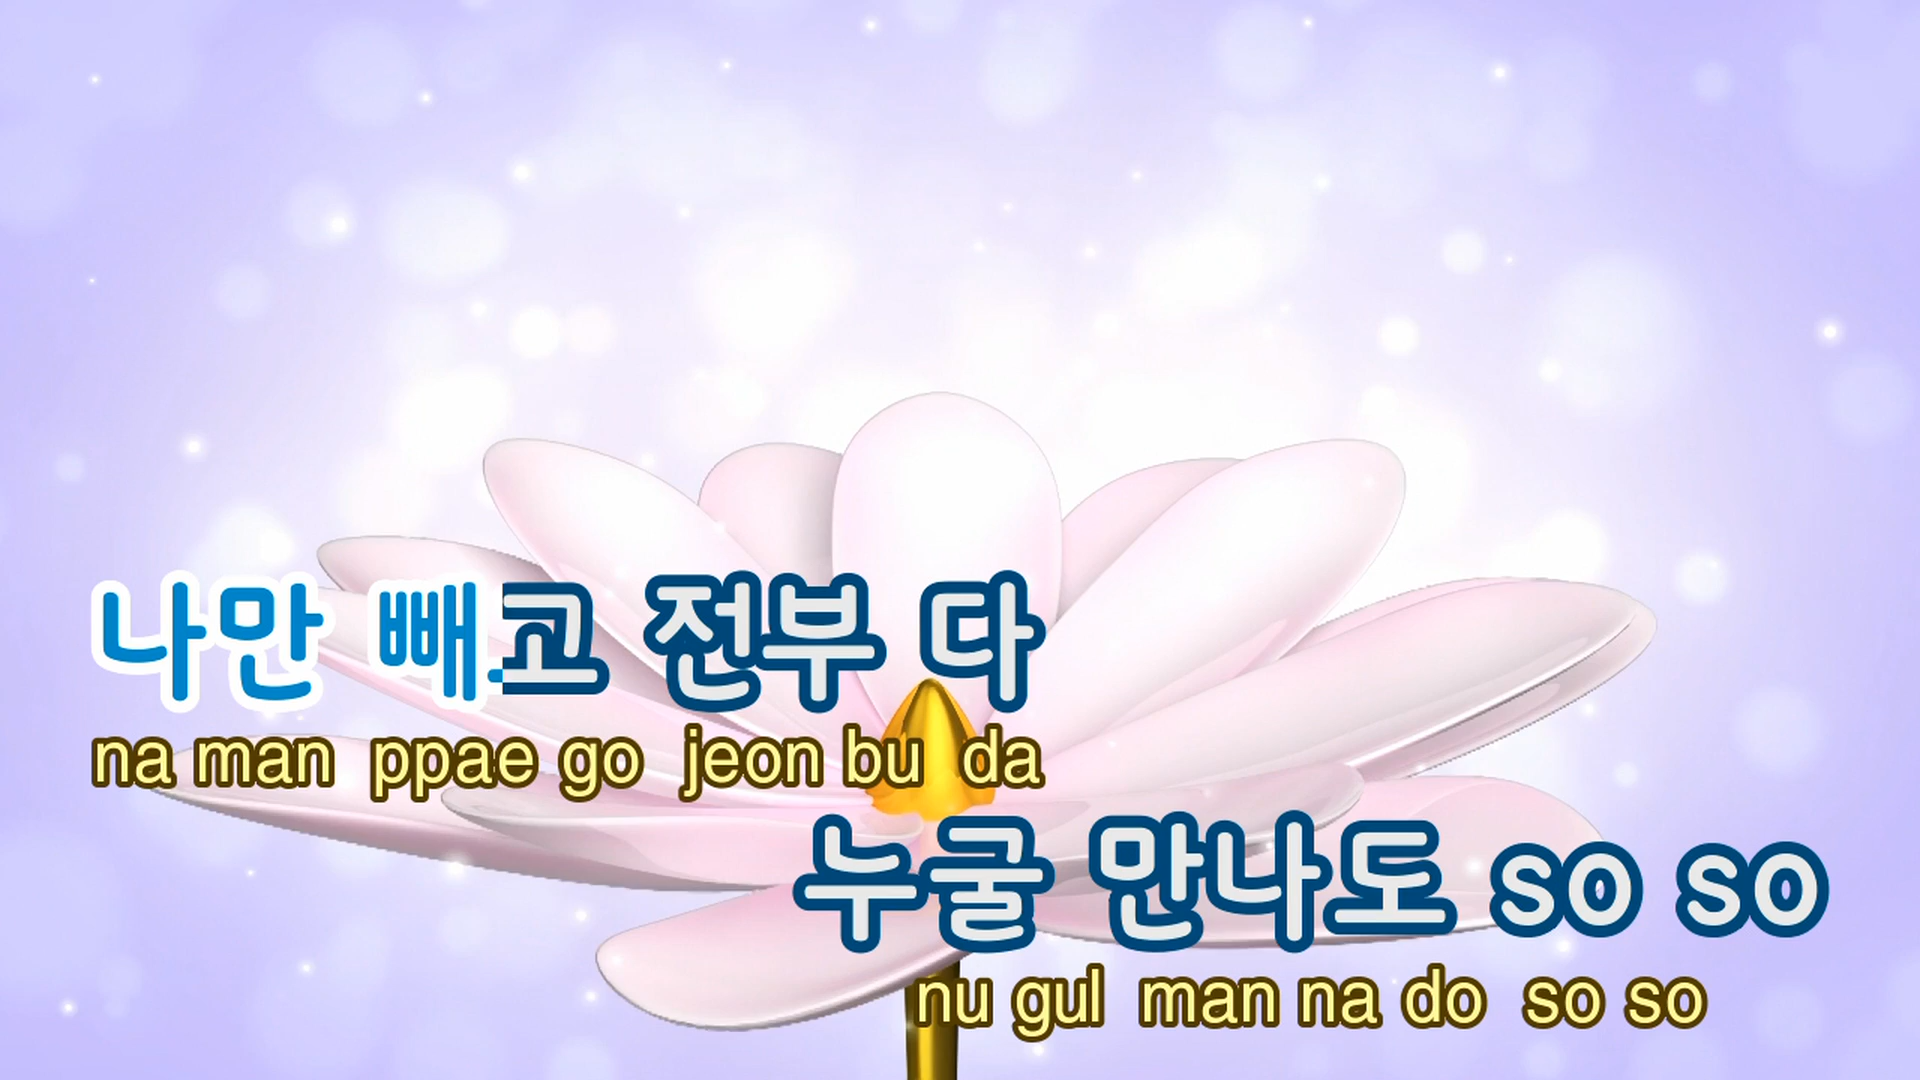 나만 빼고 전부 다
na man ppae go jeon bu da
누굴 만나도 so so
nu gul man na do so so